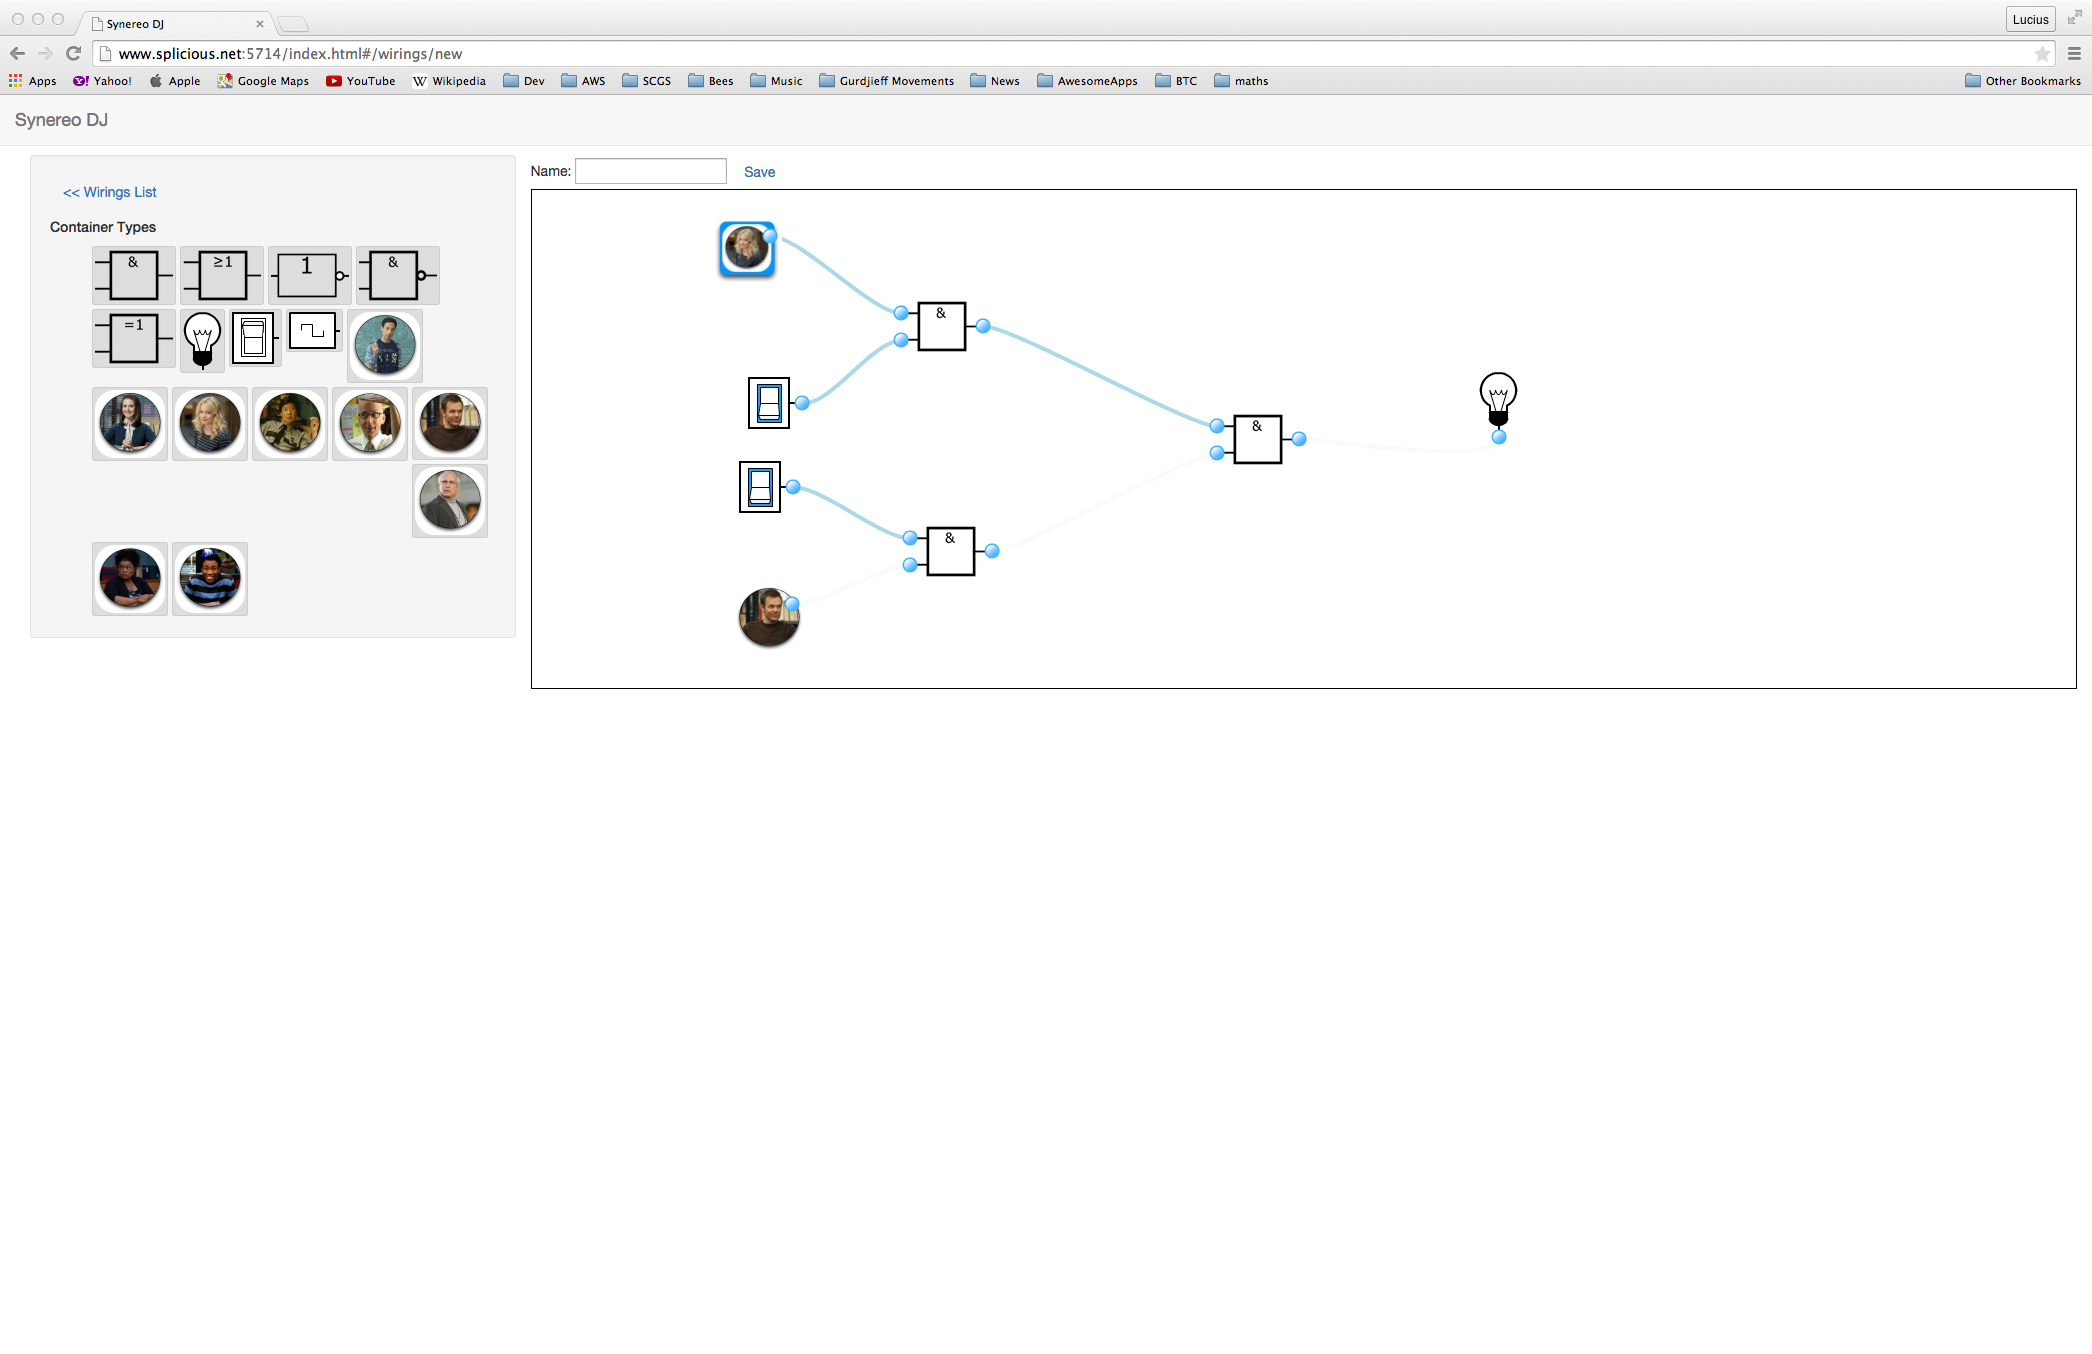 Synereo DJ
Lucius
www.splicious.net:5714/index.html#/wirings/new
Apps Yahoo! Apple Google Maps YouTube W Wikipedia Dev AWS SCGS Bees Music Gurdjieff Movements News AwesomeApps BTC maths Other Bookmarks
Synereo DJ
<< Wirings List
Container Types
& ≥1 1 &
=1
Name: Save
&
&
&